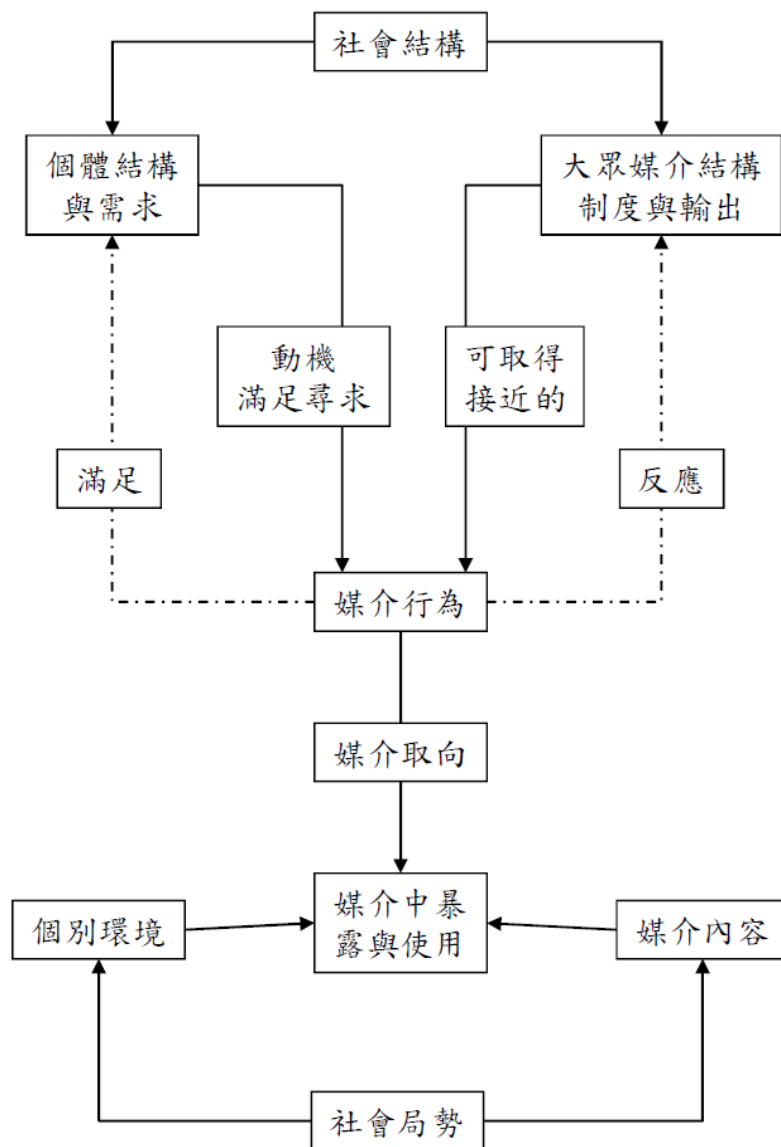 社會結構
個體結構
與需求
大眾媒介結構
制度與輸出
動機
滿足尋求
可取得
接近的
滿足
反應
媒介行為
媒介取向
媒介中暴
露與使用
個別環境
媒介內容
社會局勢